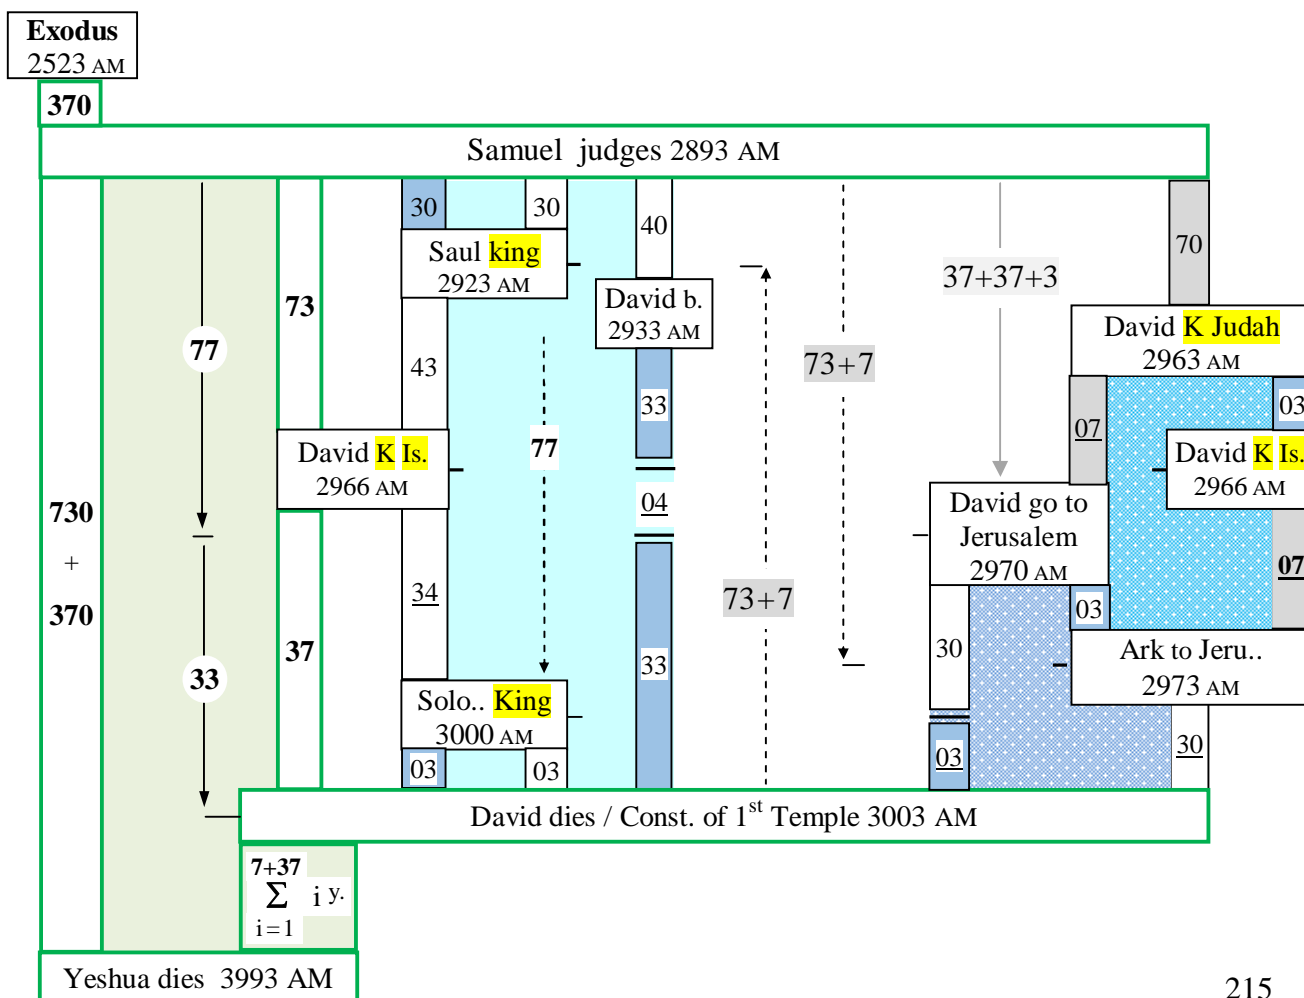 Exodus
2523 AM
370
Samuel judges 2893 AM
30
30
40
70
Saul king
2923 AM
37+37+3
David b.
2933 AM
73
David K Judah
2963 AM
77
43
73+7
33
03
07
David K Is.
2966 AM
77
David K Is.
2966 AM
730
+
370
04
David go to
Jerusalem
2970 AM
07
34
73+7
03
37
33
33
30
Ark to Jeru..
2973 AM
Solo.. King
3000 AM
03
03
03
30
David dies / Const. of 1st Temple 3003 AM
7+37
Σ i y.
i=1
Yeshua dies 3993 AM
215